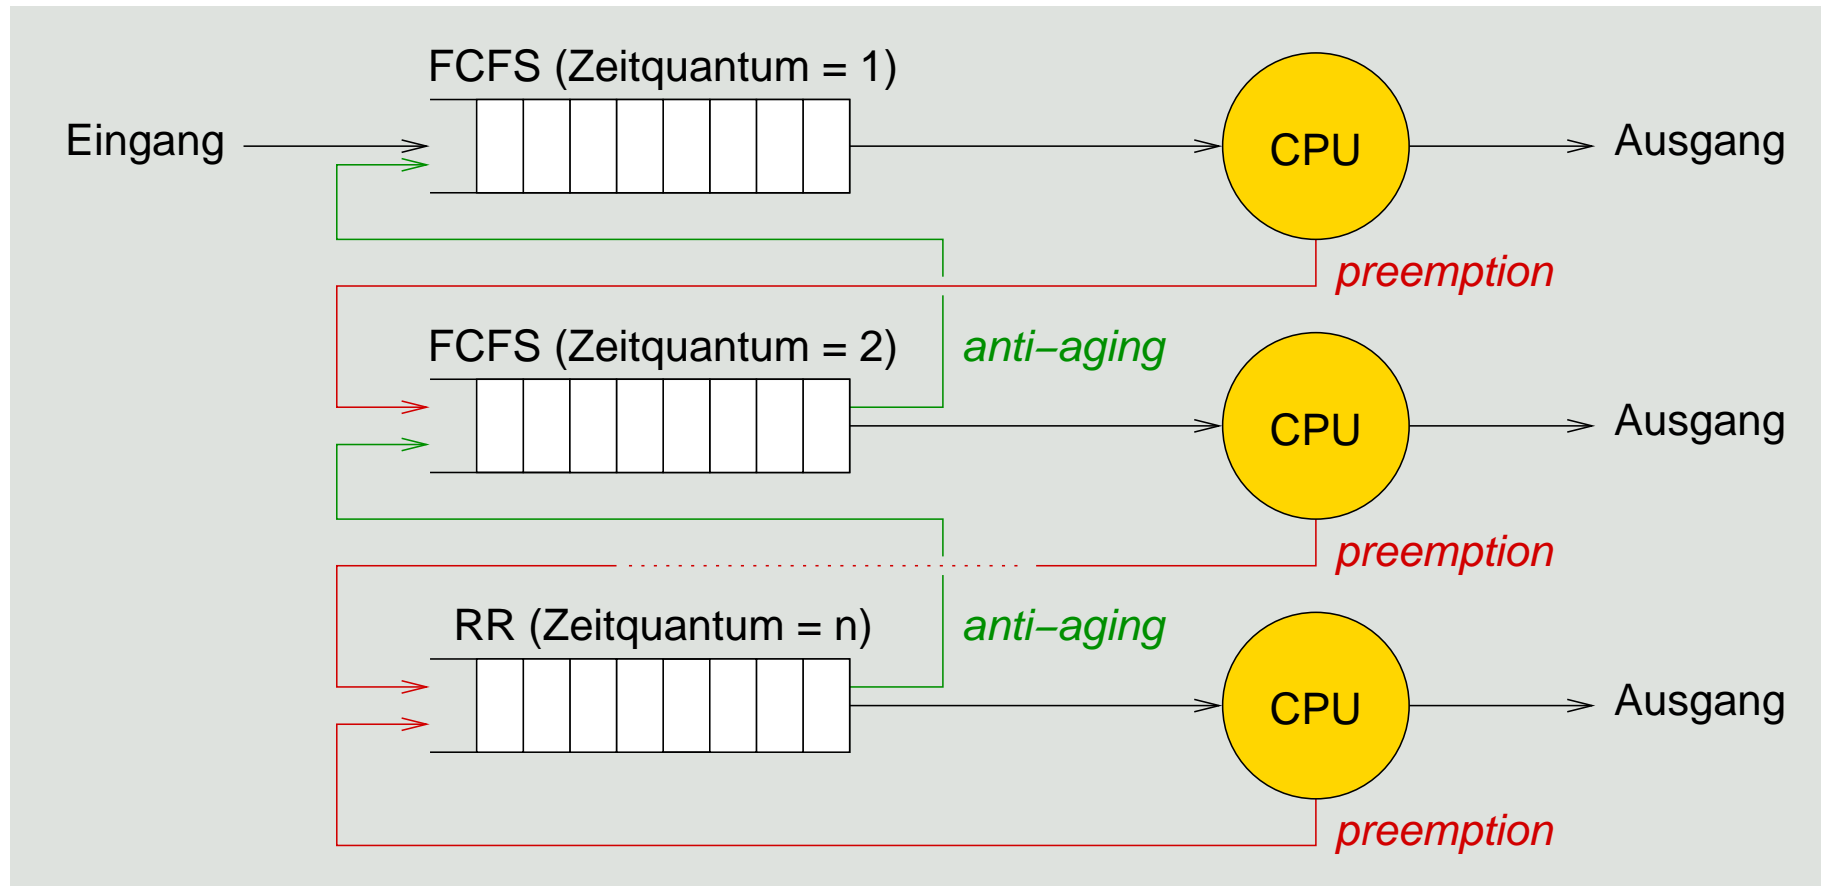 FCFS (Zeitquantum = 1)
Eingang
CPU
Ausgang
preemption
FCFS (Zeitquantum = 2)
anti−aging
CPU
Ausgang
preemption
RR (Zeitquantum = n)
anti−aging
CPU
Ausgang
preemption